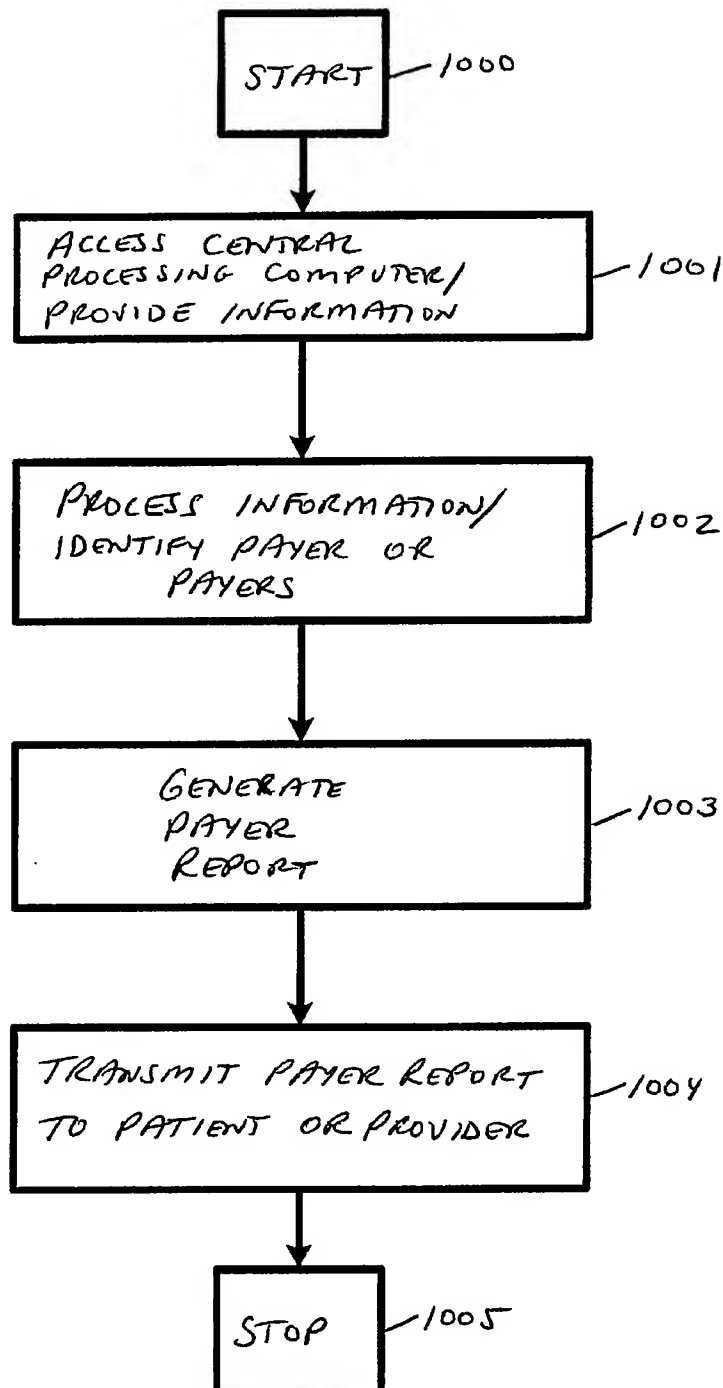 START 1000
ACCESS CENTRAL
PROCESSING COMPUTER/
PROVIDE INFORMATION
1001
PROCESS INFORMATION/
IDENTIFY PAYER OR
PAYERS
1002
GENERATE
PAYER
REPORT
1003
TRANSMIT PAYER REPORT
TO PATIENT OR PROVIDER
1004
STOP 1005